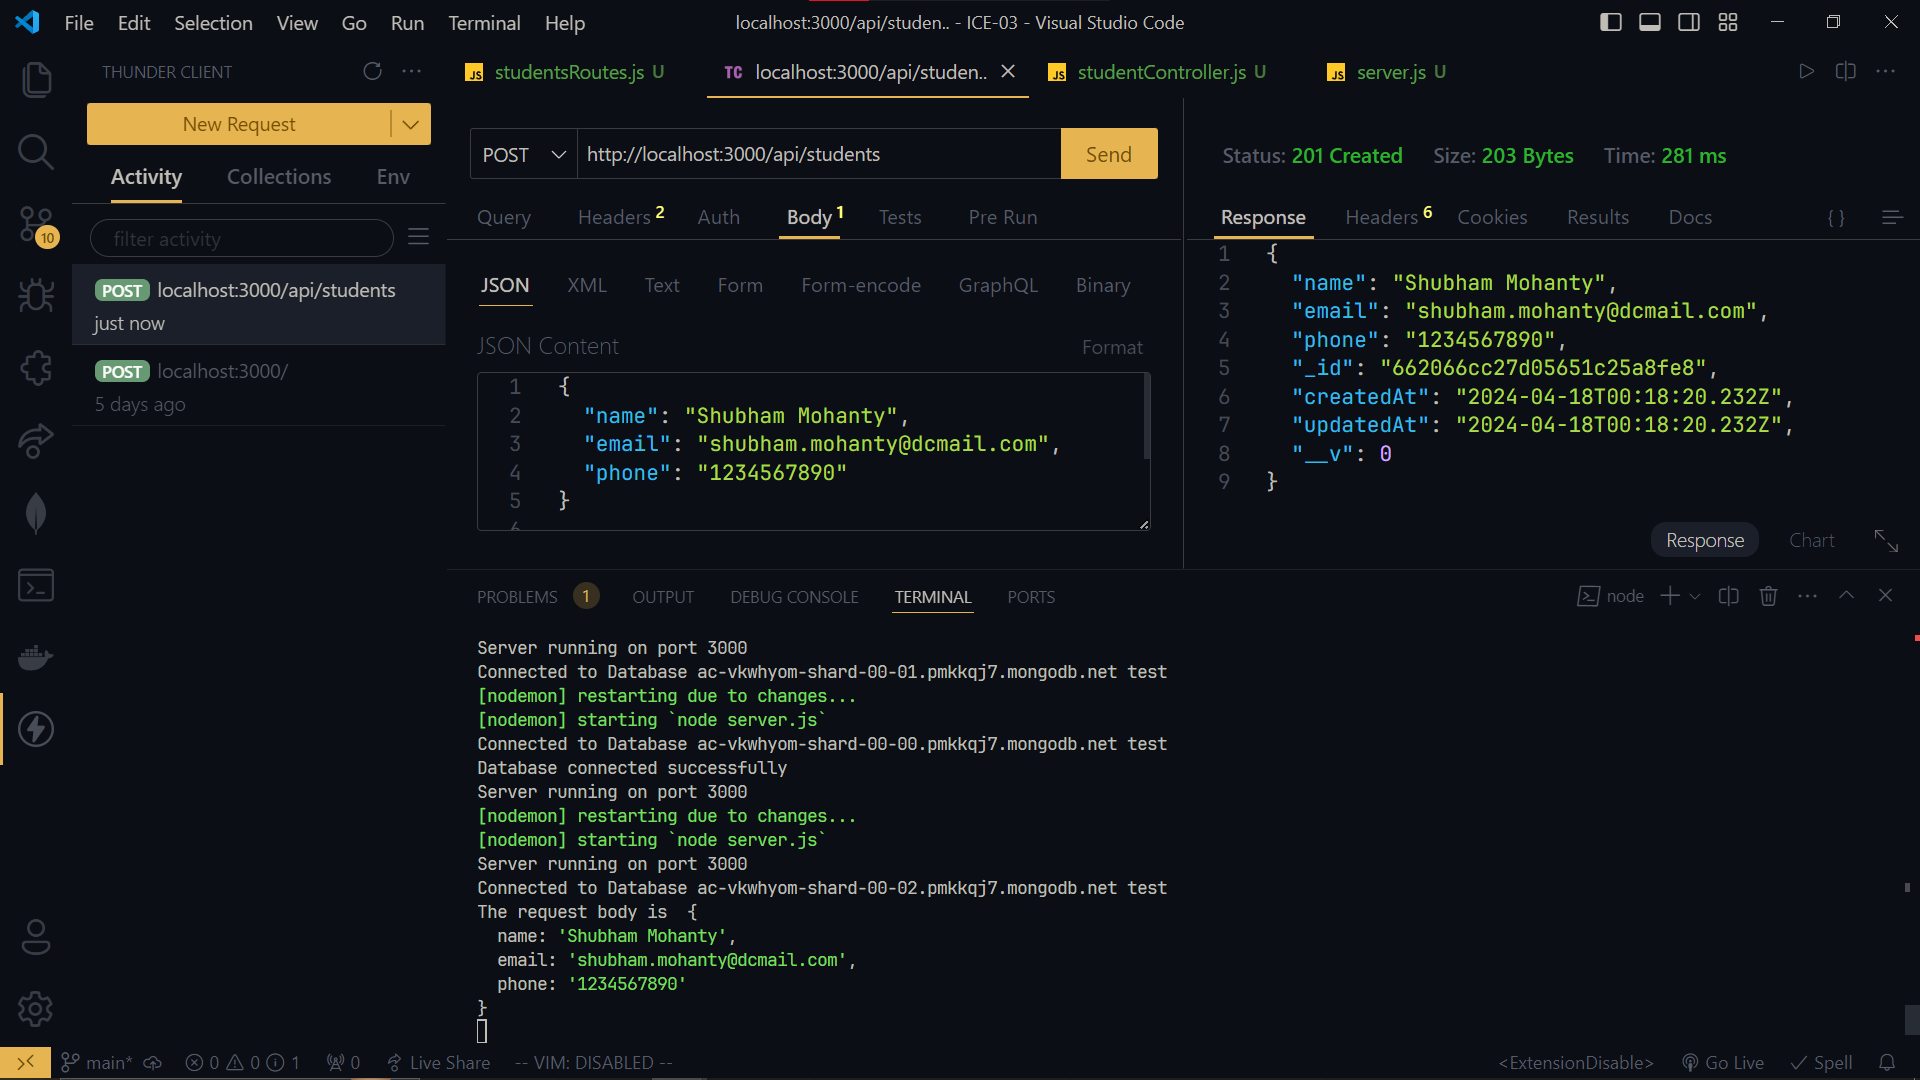 File Edit Selection View Go Run Terminal Help
localhost:3000/api/studen.. - ICE-03 - Visual Studio Code
THUNDER CLIENT
New Request
Activity Collections Env
filter activity
POST localhost:3000/api/students
just now
POST localhost:3000/
5 days ago
10
JS studentsRoutes.js U
TC localhost:3000/api/studen..
JS studentController.js U
JS server.js U
POST http://localhost:3000/api/students Send
Query Headers 2 Auth Body 1 Tests Pre Run
JSON XML Text Form Form-encode GraphQL Binary
JSON Content Format
1 {
2 "name": "Shubham Mohanty",
3 "email": "shubham.mohanty@dcmail.com",
4 "phone": "1234567890"
5 }
6
Status: 201 Created Size: 203 Bytes Time: 281 ms
Response Headers 6 Cookies Results Docs { }
1 {
2 "name": "Shubham Mohanty",
3 "email": "shubham.mohanty@dcmail.com",
4 "phone": "1234567890",
5 "_id": "662066cc27d05651c25a8fe8",
6 "createdAt": "2024-04-18T00:18:20.232Z",
7 "updatedAt": "2024-04-18T00:18:20.232Z",
8 "__v": 0
9 }
Response Chart
PROBLEMS 1 OUTPUT DEBUG CONSOLE TERMINAL PORTS
node
Server running on port 3000
Connected to Database ac-vkwhyom-shard-00-01.pmkkqj7.mongodb.net test
[nodemon] restarting due to changes...
[nodemon] starting `node server.js`
Connected to Database ac-vkwhyom-shard-00-00.pmkkqj7.mongodb.net test
Database connected successfully
Server running on port 3000
[nodemon] restarting due to changes...
[nodemon] starting `node server.js`
Server running on port 3000
Connected to Database ac-vkwhyom-shard-00-02.pmkkqj7.mongodb.net test
The request body is  {
name: 'Shubham Mohanty',
email: 'shubham.mohanty@dcmail.com',
phone: '1234567890'
}
main* 0 0 1 0 Live Share -- VIM: DISABLED --
<ExtensionDisable> Go Live Spell